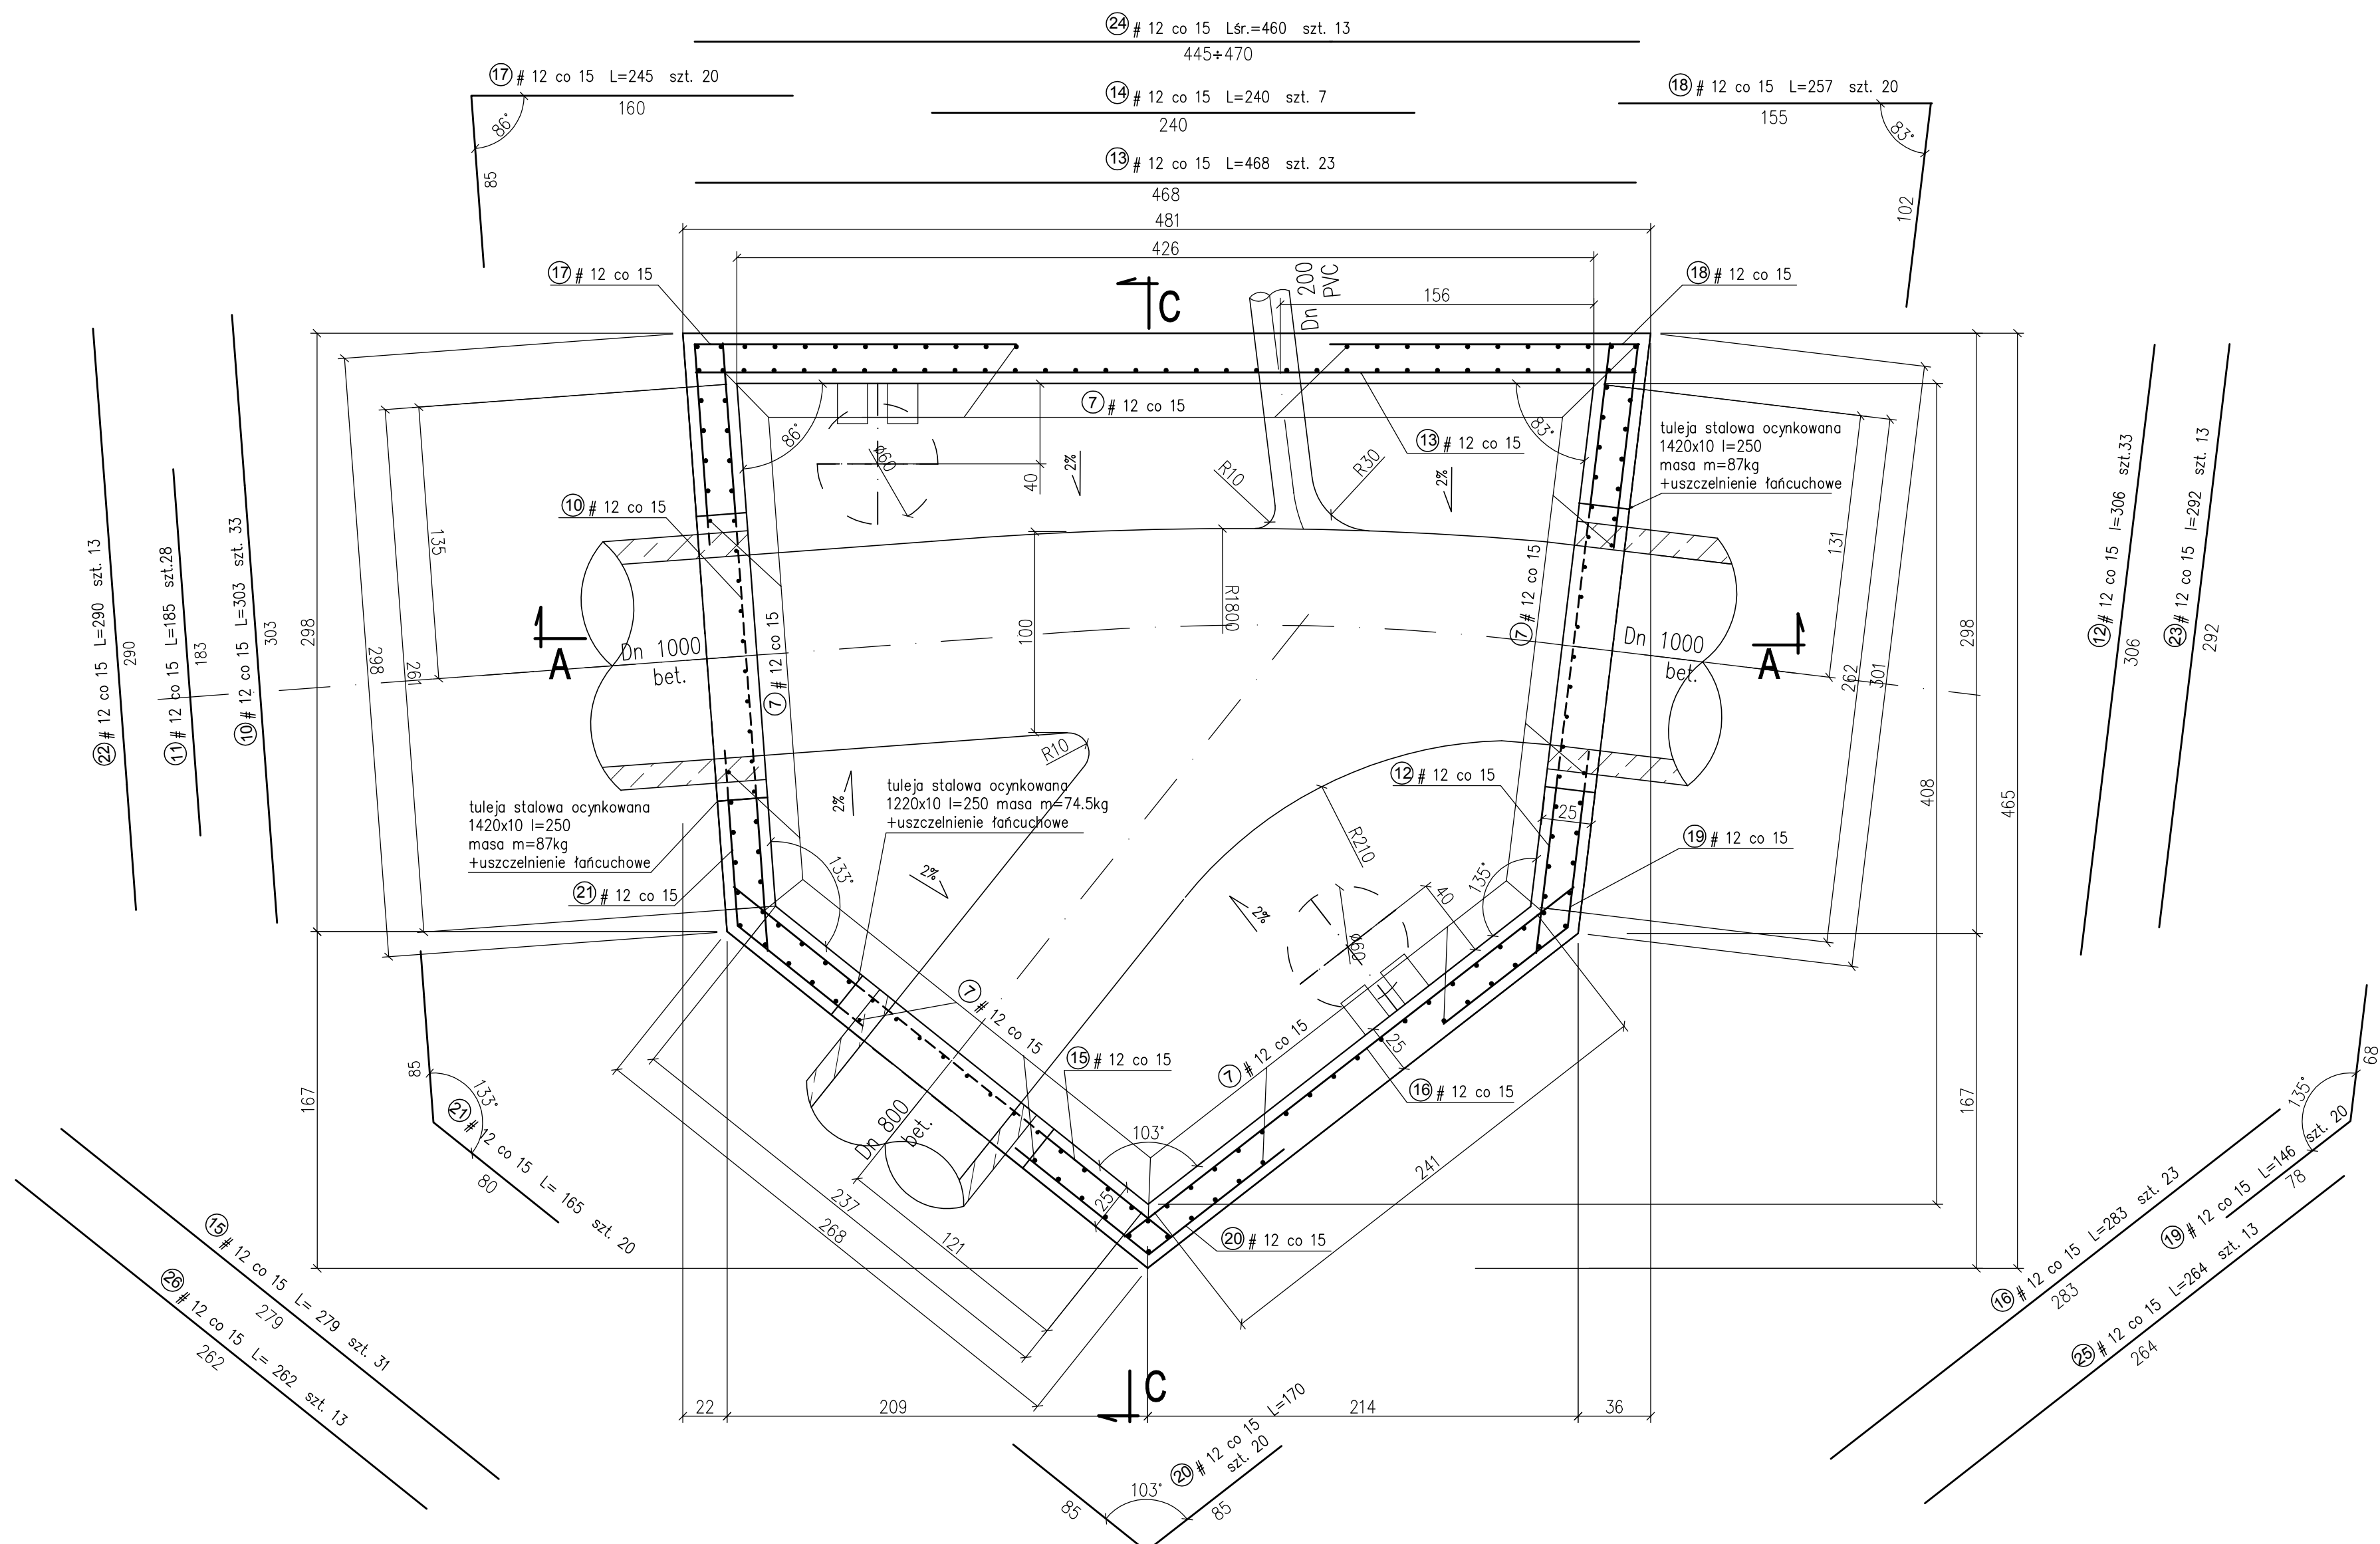 24 # 12 co 15 Lśr.=460 szt. 13
445÷470
17 # 12 co 15 L=245 szt. 20
160
86°
85
14 # 12 co 15 L=240 szt. 7
240
18 # 12 co 15 L=257 szt. 20
155
83°
102
13 # 12 co 15 L=468 szt. 23
468
481
426
17 # 12 co 15
C
Dn 200
PVC
156
18 # 12 co 15
7 # 12 co 15
86°
ϕ60
40
2%
13 # 12 co 15
83°
R10
R30
2%
tuleja stalowa ocynkowana
1420x10 l=250
masa m=87kg
+uszczelnienie łańcuchowe
10 # 12 co 15
22 # 12 co 15 L=290 szt. 13
290
11 # 12 co 15 L=185 szt.28
183
10 # 12 co 15 L=303 szt. 33
303
298
298
261
135
A
Dn 1000
bet.
7 # 12 co 15
100
R1800
7 # 12 co 15
Dn 1000
bet.
A
131
262
301
408
298
465
12 # 12 co 15 l=306 szt.33
306
23 # 12 co 15 l=292 szt. 13
292
R10
2%
tuleja stalowa ocynkowana
1220x10 l=250 masa m=74.5kg
+uszczelnienie łańcuchowe
tuleja stalowa ocynkowana
1420x10 l=250
masa m=87kg
+uszczelnienie łańcuchowe
12 # 12 co 15
25
19 # 12 co 15
R210
133°
2%
21 # 12 co 15
135°
40
2%
ϕ60
7 # 12 co 15
25
15 # 12 co 15
7 # 12 co 15
16 # 12 co 15
167
85
133°
21 # 12 co 15 L= 165 szt. 20
80
Dn 800
bet.
103°
25
241
20 # 12 co 15
237
268
121
167
68
135°
19 # 12 co 15 L=146 szt. 20
78
15 # 12 co 15 L= 279 szt. 31
279
26 # 12 co 15 L= 262 szt. 13
262
16 # 12 co 15 L=283 szt. 23
283
25 # 12 co 15 L=264 szt. 13
264
C
22
209
214
36
20 # 12 co 15 L=170
szt. 20
103°
85
85